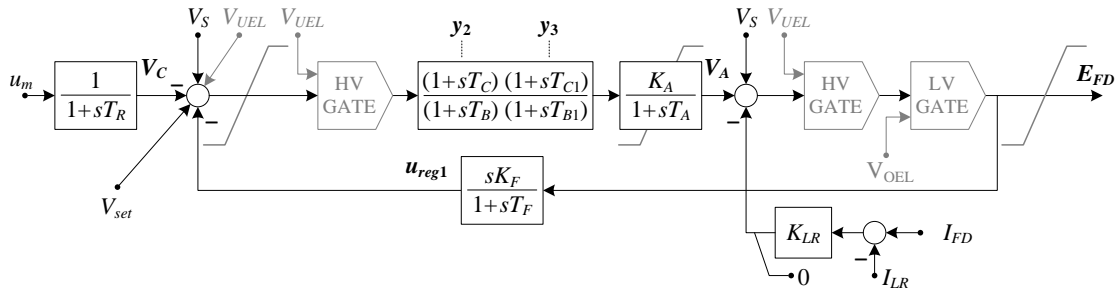 V_S
V_UEL
V_UEL
y_2
y_3
V_S
V_UEL
u_m
1
1+sT_R
V_C
−
−
HV
GATE
(1+sT_C) (1+sT_C1)
(1+sT_B) (1+sT_B1)
K_A
1+sT_A
V_A
−
HV
GATE
LV
GATE
E_FD
V_OEL
V_set
u_reg1
sK_F
1+sT_F
K_LR
−
I_FD
0
I_LR